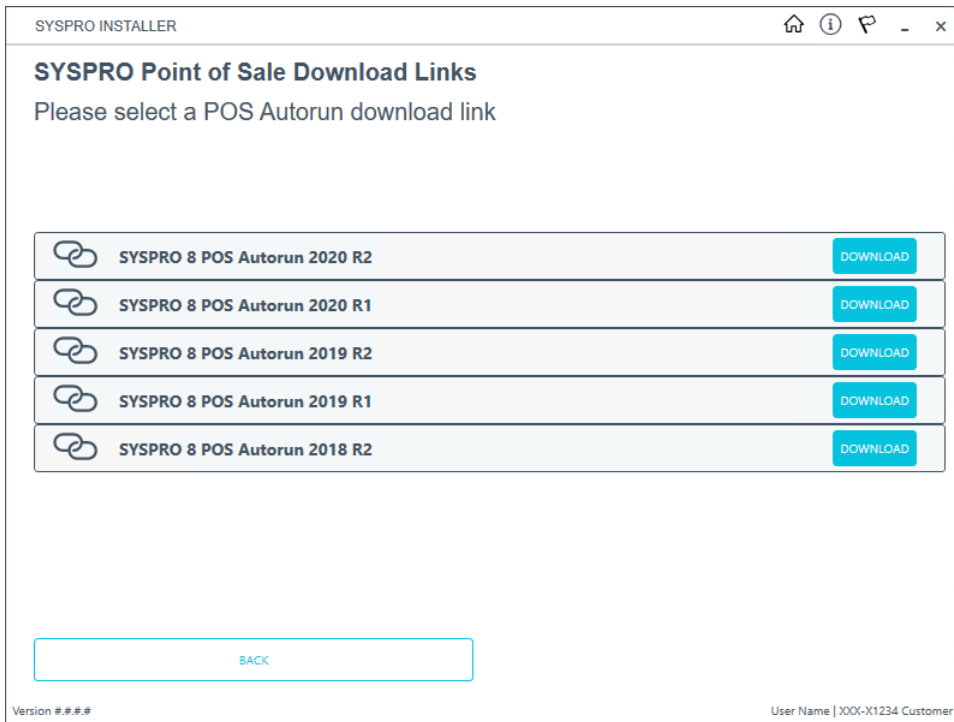 SYSPRO INSTALLER
SYSPRO Point of Sale Download Links
Please select a POS Autorun download link
SYSPRO 8 POS Autorun 2020 R2 DOWNLOAD
SYSPRO 8 POS Autorun 2020 R1 DOWNLOAD
SYSPRO 8 POS Autorun 2019 R2 DOWNLOAD
SYSPRO 8 POS Autorun 2019 R1 DOWNLOAD
SYSPRO 8 POS Autorun 2018 R2 DOWNLOAD
BACK
Version #.#.#.# User Name | XXX-X1234 Customer